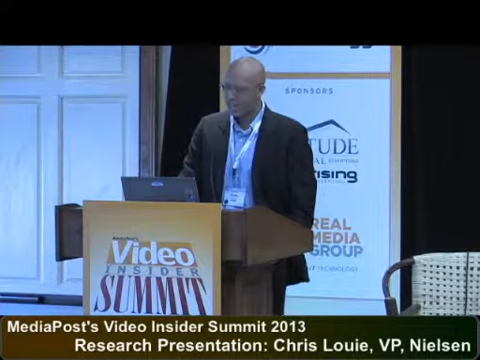 SPONSORS
TUDE
rising
REAL
MEDIA
GROUP
TECHNOLOGY
Video
INSIDER
SUMMIT
MediaPost's Video Insider Summit 2013
Research Presentation: Chris Louie, VP, Nielsen